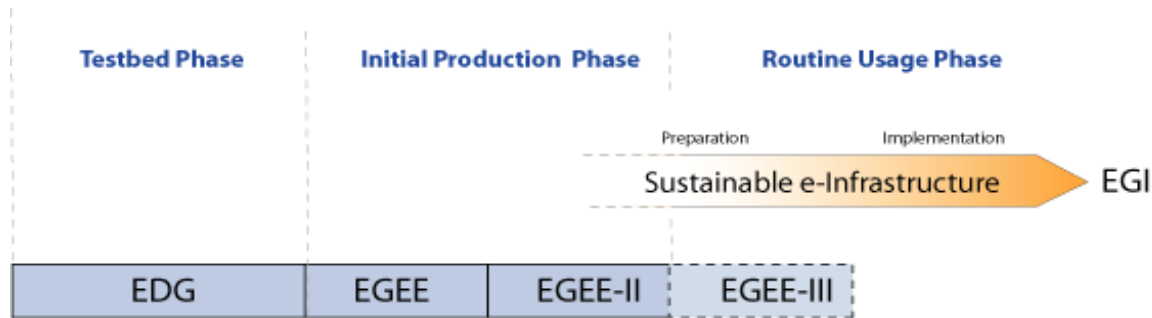 Testbed Phase
Initial Production Phase
Routine Usage Phase
Preparation
Implementation
Sustainable e-Infrastructure
EGI
EDG
EGEE
EGEE-II
EGEE-III